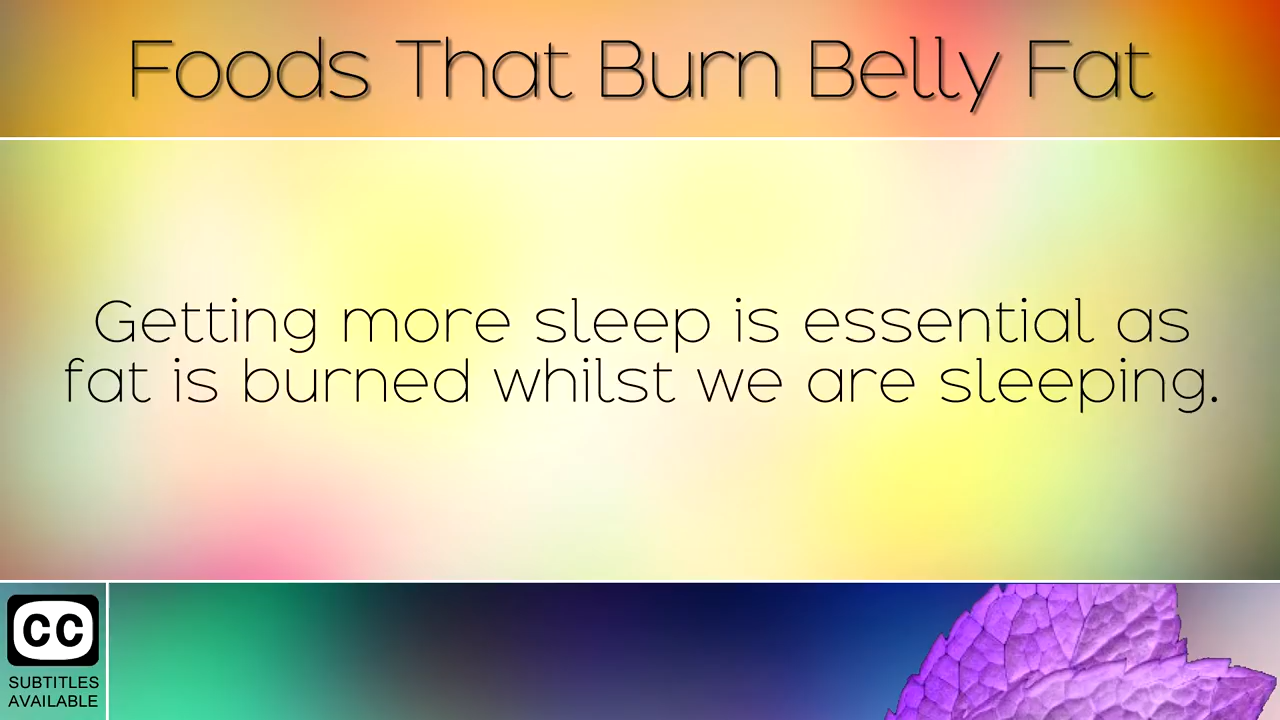 Foods That Burn Belly Fat
Getting more sleep is essential as
fat is burned whilst we are sleeping.
CC
SUBTITLES
AVAILABLE